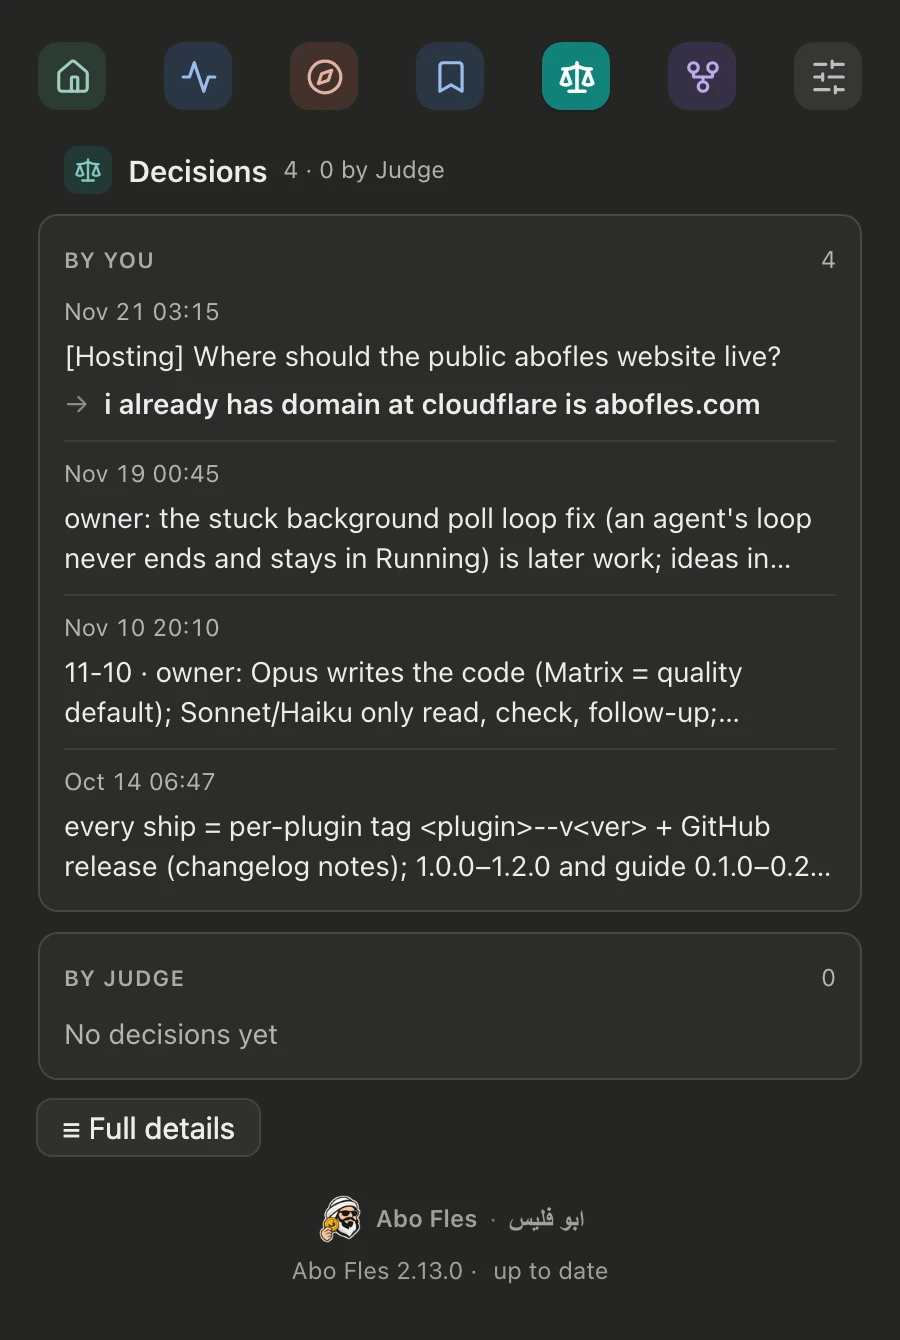 Decisions 4 · 0 by Judge
BY YOU 4
Nov 21 03:15
[Hosting] Where should the public abofles website live?
→ i already has domain at cloudflare is abofles.com
Nov 19 00:45
owner: the stuck background poll loop fix (an agent's loop
never ends and stays in Running) is later work; ideas in...
Nov 10 20:10
11-10 · owner: Opus writes the code (Matrix = quality
default); Sonnet/Haiku only read, check, follow-up;...
Oct 14 06:47
every ship = per-plugin tag <plugin>--v<ver> + GitHub
release (changelog notes); 1.0.0–1.2.0 and guide 0.1.0–0.2...
BY JUDGE 0
No decisions yet
≡ Full details
Abo Fles · ابو فليس
Abo Fles 2.13.0 · up to date